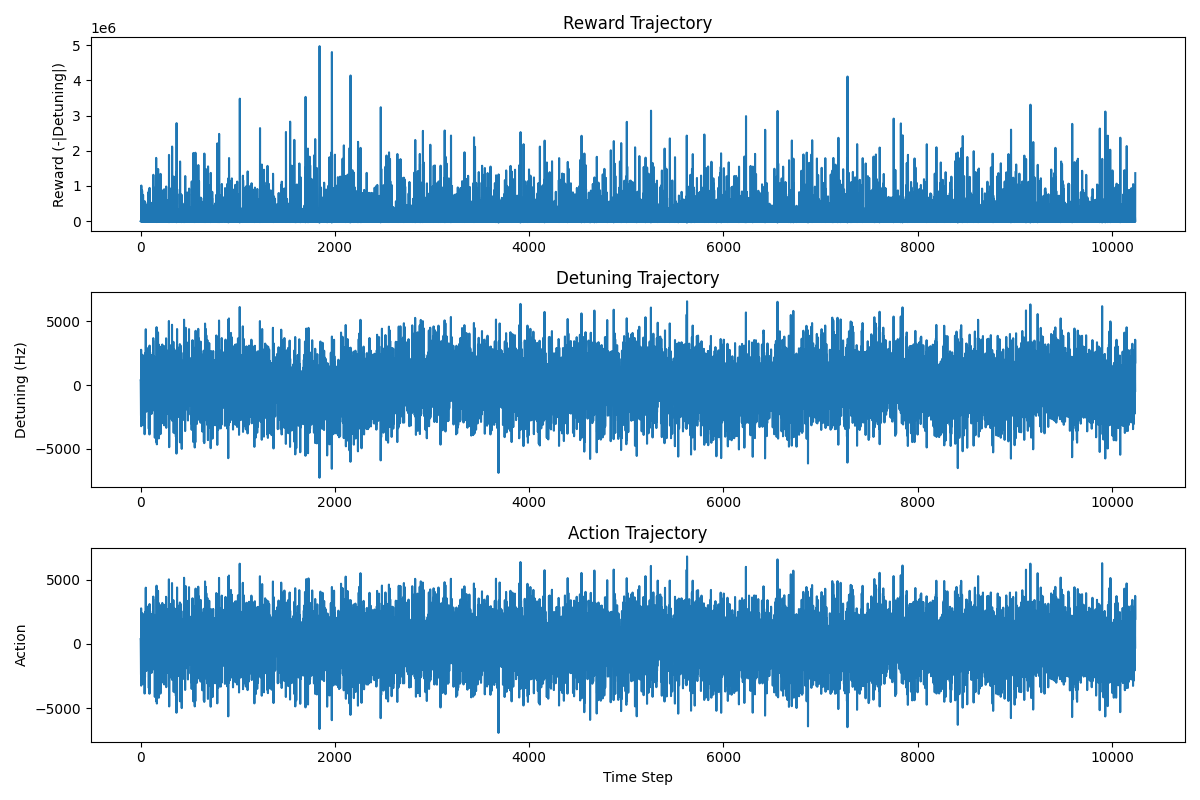 Reward Trajectory
1e6
Reward (-|Detuning|)
5
4
3
2
1
0
0 2000 4000 6000 8000 10000
Detuning Trajectory
Detuning (Hz)
5000
0
−5000
0 2000 4000 6000 8000 10000
Action Trajectory
Action
5000
0
−5000
0 2000 4000 6000 8000 10000
Time Step